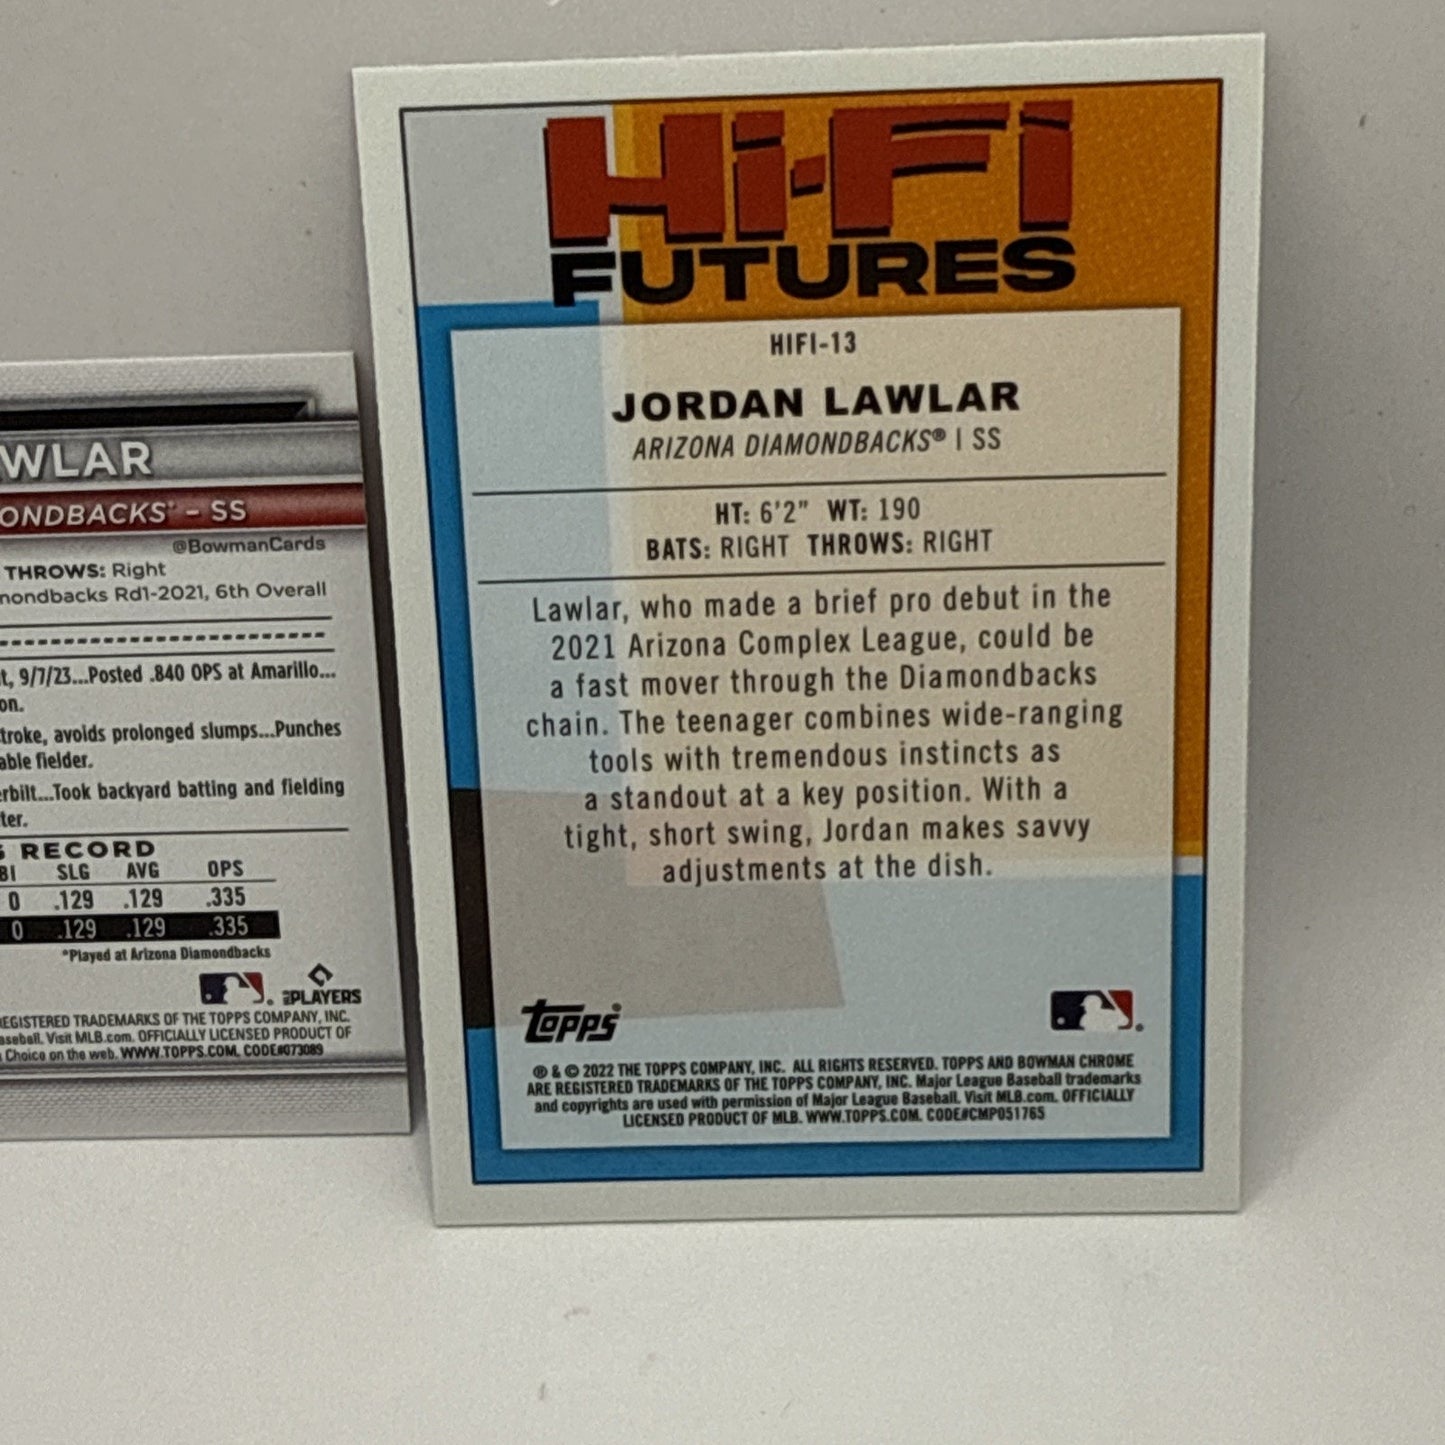 WLAR
ONDBACKS - SS
@BowmanCards
THROWS: Right
mondbacks Rd1-2021, 6th Overall
t, 9/7/23...Posted .840 OPS at Amarillo...
on.
troke, avoids prolonged slumps...Punches
able fielder.
erbilt...Took backyard batting and fielding
ter.
S RECORD
BI SLG AVG OPS
0 .129 .129 .335
0 .129 .129 .335
*Played at Arizona Diamondbacks
PLAYERS
REGISTERED TRADEMARKS OF THE TOPPS COMPANY, INC.
aseball. Visit MLB.com. OFFICIALLY LICENSED PRODUCT OF
Choice on the web. WWW.TOPPS.COM. CODE#073089
Hi-Fi
FUTURES
HIFI-13
JORDAN LAWLAR
ARIZONA DIAMONDBACKS® | SS
HT: 6'2" WT: 190
BATS: RIGHT THROWS: RIGHT
Lawlar, who made a brief pro debut in the
2021 Arizona Complex League, could be
a fast mover through the Diamondbacks
chain. The teenager combines wide-ranging
tools with tremendous instincts as
a standout at a key position. With a
tight, short swing, Jordan makes savvy
adjustments at the dish.
topps
® & © 2022 THE TOPPS COMPANY, INC. ALL RIGHTS RESERVED. TOPPS AND BOWMAN CHROME
ARE REGISTERED TRADEMARKS OF THE TOPPS COMPANY, INC. Major League Baseball trademarks
and copyrights are used with permission of Major League Baseball. Visit MLB.com. OFFICIALLY
LICENSED PRODUCT OF MLB. WWW.TOPPS.COM. CODE#CMP051765